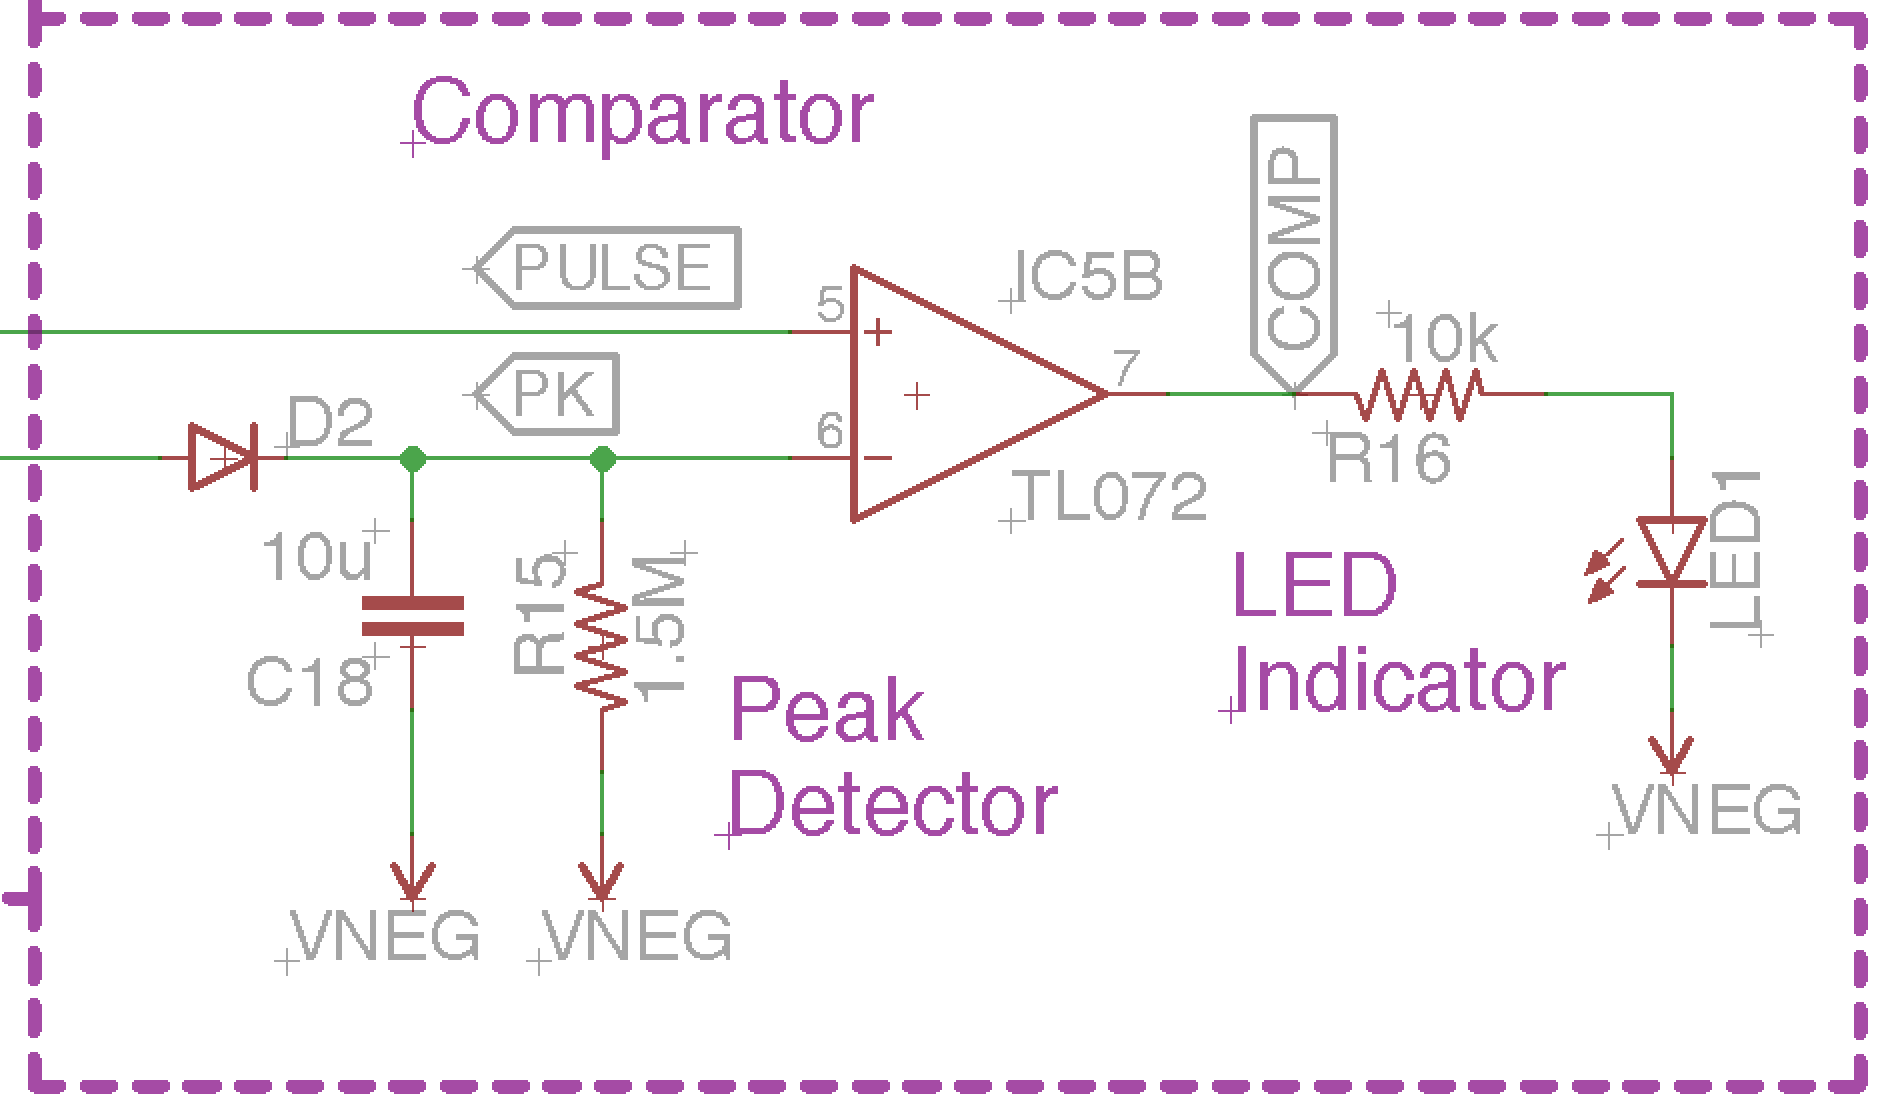 Comparator
PULSE
5
+
IC5B
COMP
10k
PK
7
D2
6
−
R16
TL072
LED1
10u
R15
1.5M
LED
Indicator
C18
Peak
Detector
VNEG
VNEG
VNEG